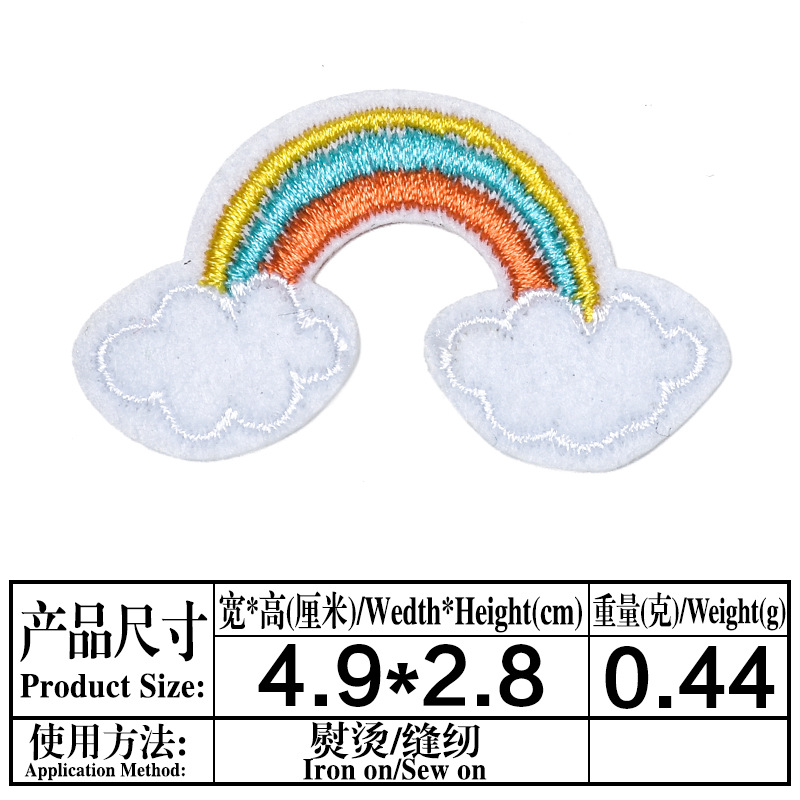 产品尺寸
Product Size:
宽*高(厘米)/Wedth*Height(cm)
重量(克)/Weight(g)
4.9*2.8
0.44
使用方法:
Application Method:
熨烫/缝纫
Iron on/Sew on